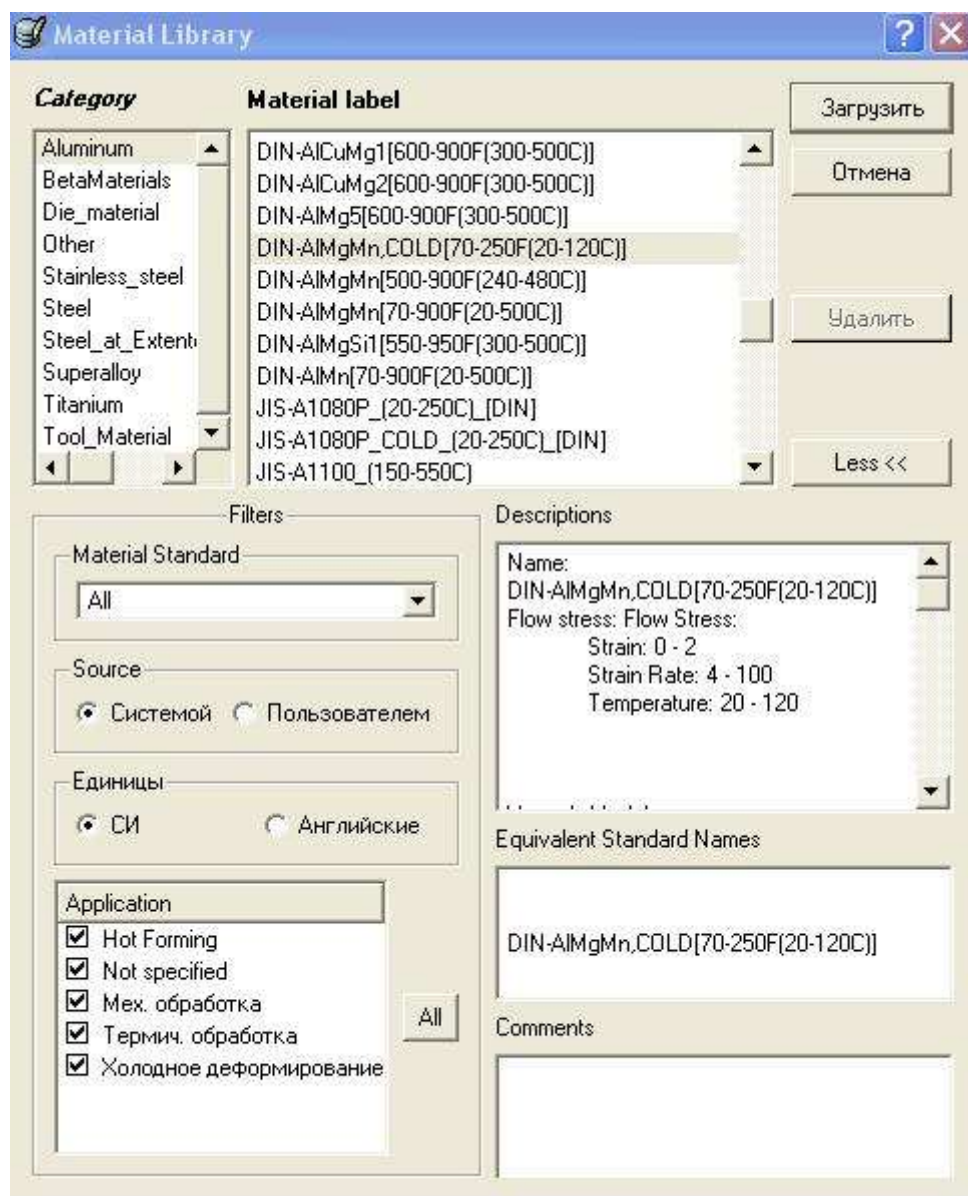 Material Library
Category
Material label
Загрузить
Отмена
Удалить
Less <<
Aluminum
BetaMaterials
Die_material
Other
Stainless_steel
Steel
Steel_at_Extent
Superalloy
Titanium
Tool_Material
DIN-AlCuMg1[600-900F(300-500C)]
DIN-AlCuMg2[600-900F(300-500C)]
DIN-AlMg5[600-900F(300-500C)]
DIN-AlMgMn,COLD[70-250F(20-120C)]
DIN-AlMgMn[500-900F(240-480C)]
DIN-AlMgMn[70-900F(20-500C)]
DIN-AlMgSi1[550-950F(300-500C)]
DIN-AlMn[70-900F(20-500C)]
JIS-A1080P_(20-250C)_[DIN]
JIS-A1080P_COLD_(20-250C)_[DIN]
JIS-A1100_(150-550C)
Filters
Material Standard
All
Source
Системой
Пользователем
Единицы
СИ
Английские
Application
Hot Forming
Not specified
Мех. обработка
Термич. обработка
Холодное деформирование
All
Descriptions
Name:
DIN-AlMgMn,COLD[70-250F(20-120C)]
Flow stress: Flow Stress:
Strain: 0 - 2
Strain Rate: 4 - 100
Temperature: 20 - 120
Equivalent Standard Names
DIN-AlMgMn,COLD[70-250F(20-120C)]
Comments